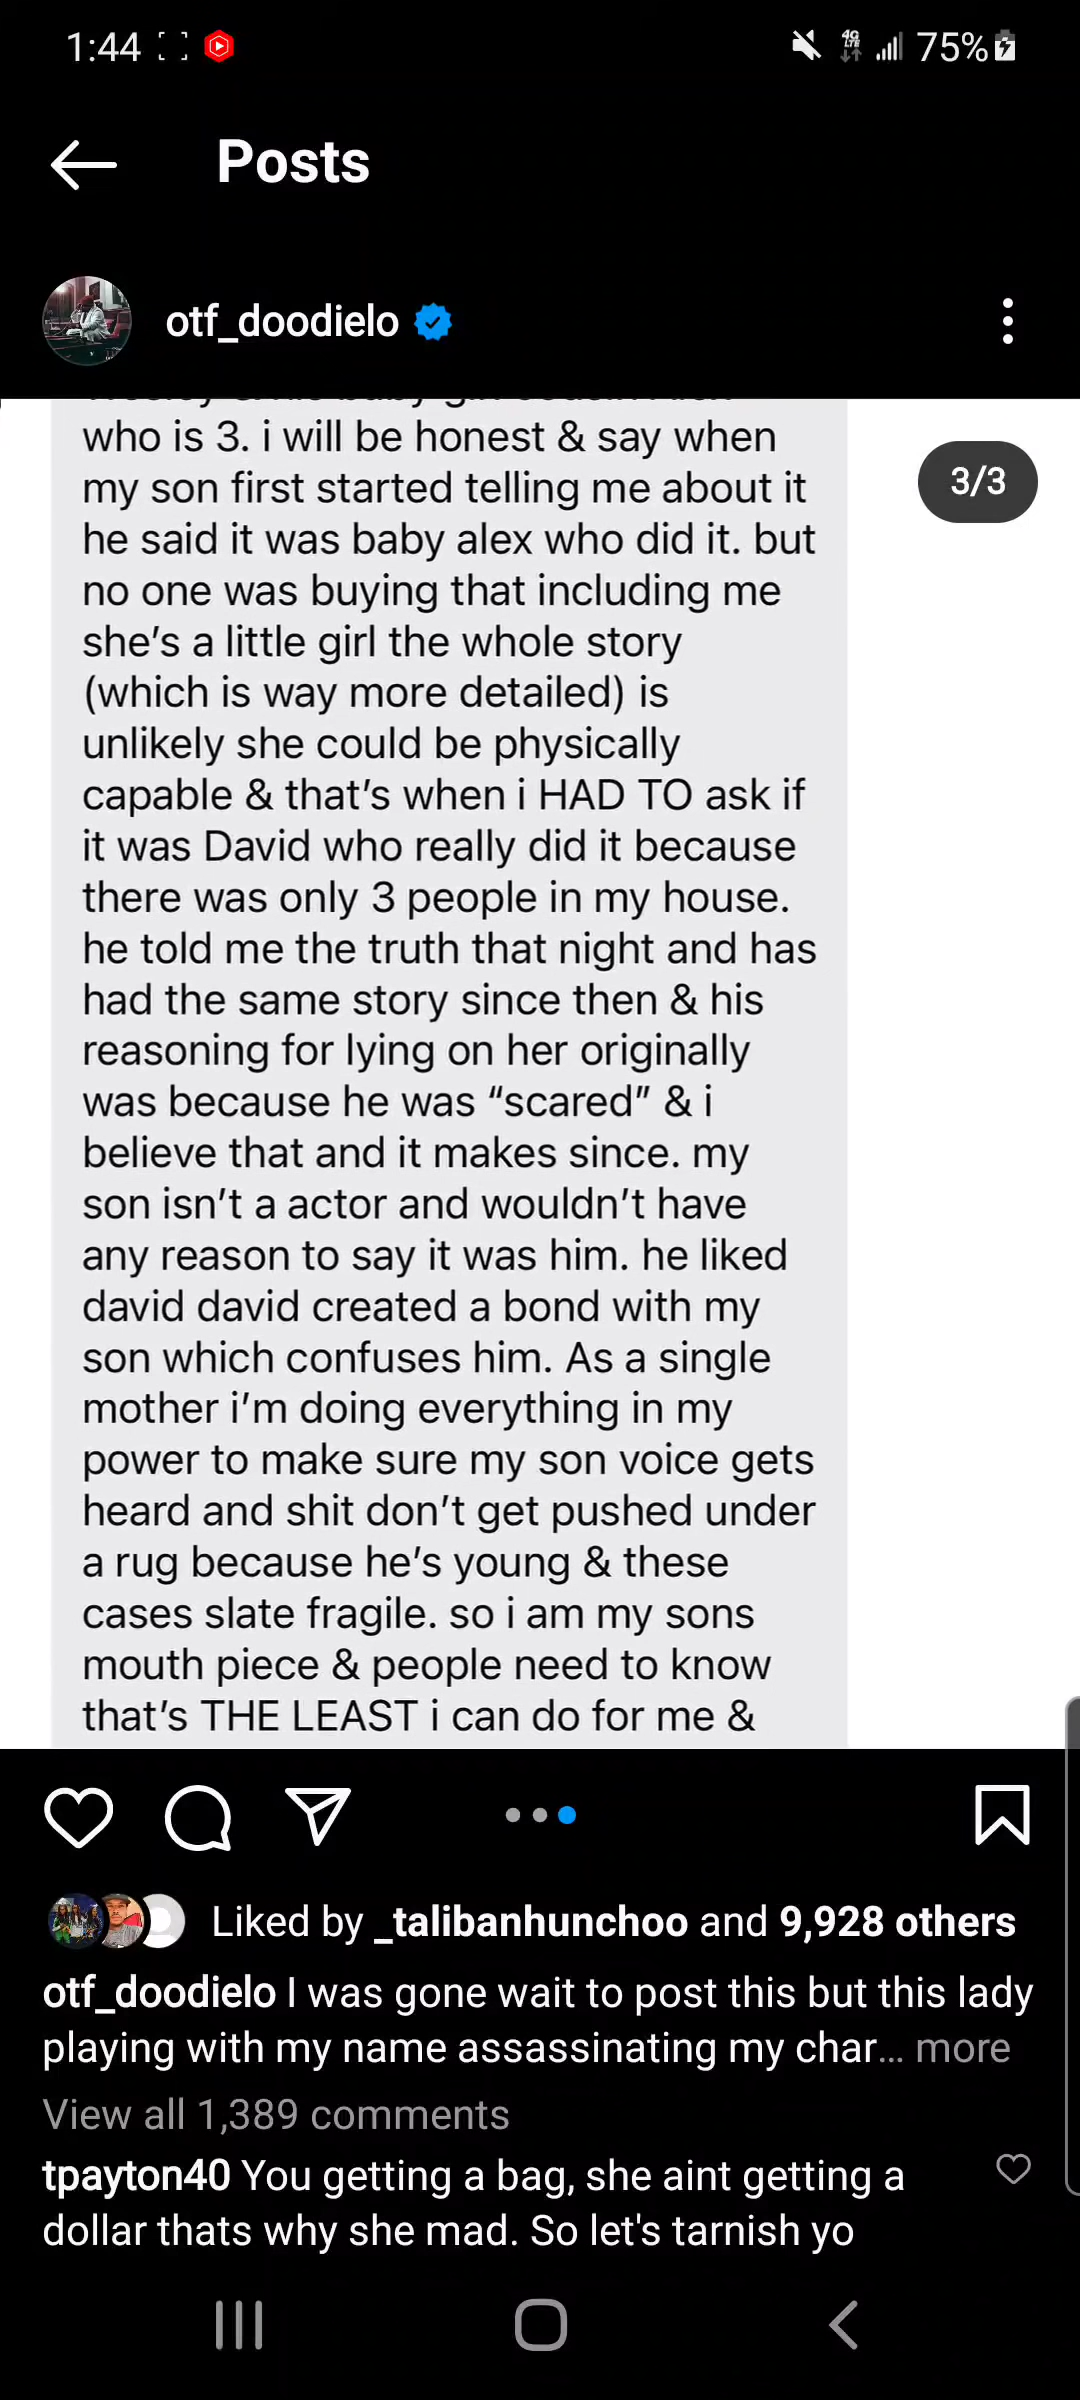 1:44
4G
LTE
75%
Posts
otf_doodielo
3/3
who is 3. i will be honest & say when
my son first started telling me about it
he said it was baby alex who did it. but
no one was buying that including me
she's a little girl the whole story
(which is way more detailed) is
unlikely she could be physically
capable & that's when i HAD TO ask if
it was David who really did it because
there was only 3 people in my house.
he told me the truth that night and has
had the same story since then & his
reasoning for lying on her originally
was because he was “scared” & i
believe that and it makes since. my
son isn't a actor and wouldn't have
any reason to say it was him. he liked
david david created a bond with my
son which confuses him. As a single
mother i'm doing everything in my
power to make sure my son voice gets
heard and shit don't get pushed under
a rug because he's young & these
cases slate fragile. so i am my sons
mouth piece & people need to know
that's THE LEAST i can do for me &
Liked by _talibanhunchoo and 9,928 others
otf_doodielo I was gone wait to post this but this lady
playing with my name assassinating my char... more
View all 1,389 comments
tpayton40 You getting a bag, she aint getting a
dollar thats why she mad. So let's tarnish yo